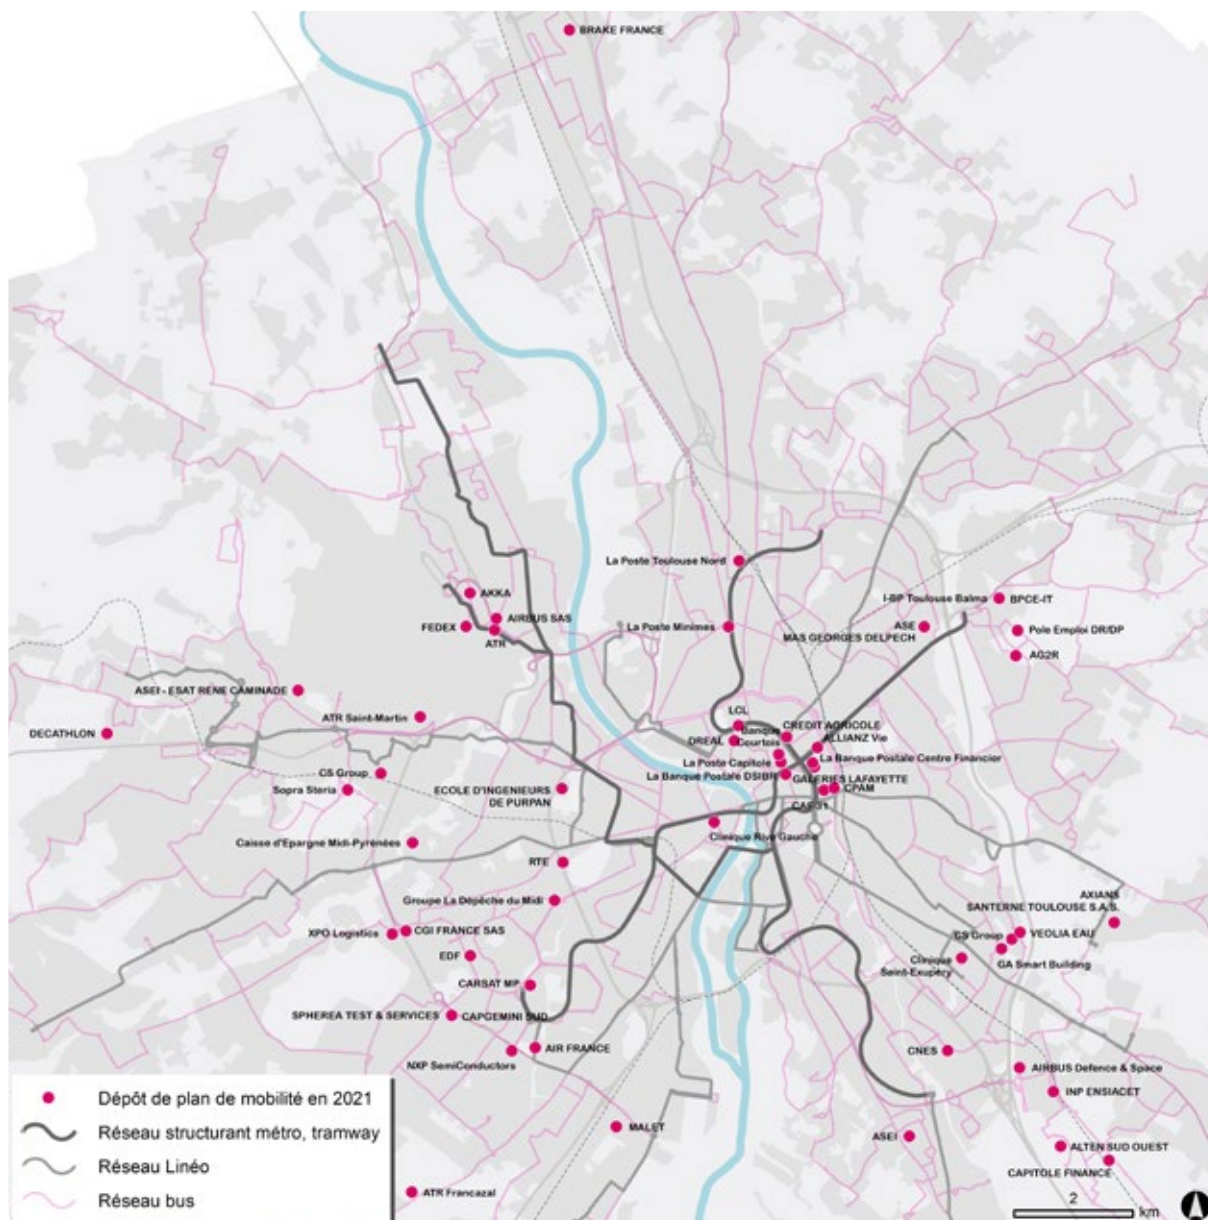 BRAKE FRANCE
La Poste Toulouse Nord
AKKA
I-BP Toulouse Balma
BPCE-IT
AIRBUS SAS
FEDEX
La Poste Minimes
ASE
Pole Emploi DR/DP
ATR
MAS GEORGES DELPECH
AG2R
ASEI - ESAT RENE CAMINADE
ATR Saint-Martin
LCL
CREDIT AGRICOLE
DECATHLON
Banque
Courtois
DREAL
ALLIANZ Vie
La Poste Capitole
La Banque Postale Centre Financier
CS Group
La Banque Postale DSIBR
GALERIES LAFAYETTE
Sopra Steria
ECOLE D'INGENIEURS
DE PURPAN
CPAM
CAF31
Clinique Rive Gauche
Caisse d'Epargne Midi-Pyrénées
RTE
Groupe La Dépêche du Midi
AXIANS
SANTERNE TOULOUSE S.A.S.
XPO Logistics
CGI FRANCE SAS
CS Group
VEOLIA EAU
EDF
Clinique
Saint-Exupéry
GA Smart Building
CARSAT MP
SPHEREA TEST & SERVICES
CAPGEMINI SUD
AIR FRANCE
CNES
NXP SemiConductors
AIRBUS Defence & Space
INP ENSIACET
MALET
ASEI
ALTEN SUD OUEST
CAPITOLE FINANCE
ATR Francazal
Dépôt de plan de mobilité en 2021
Réseau structurant métro, tramway
Réseau Linéo
Réseau bus
2
km